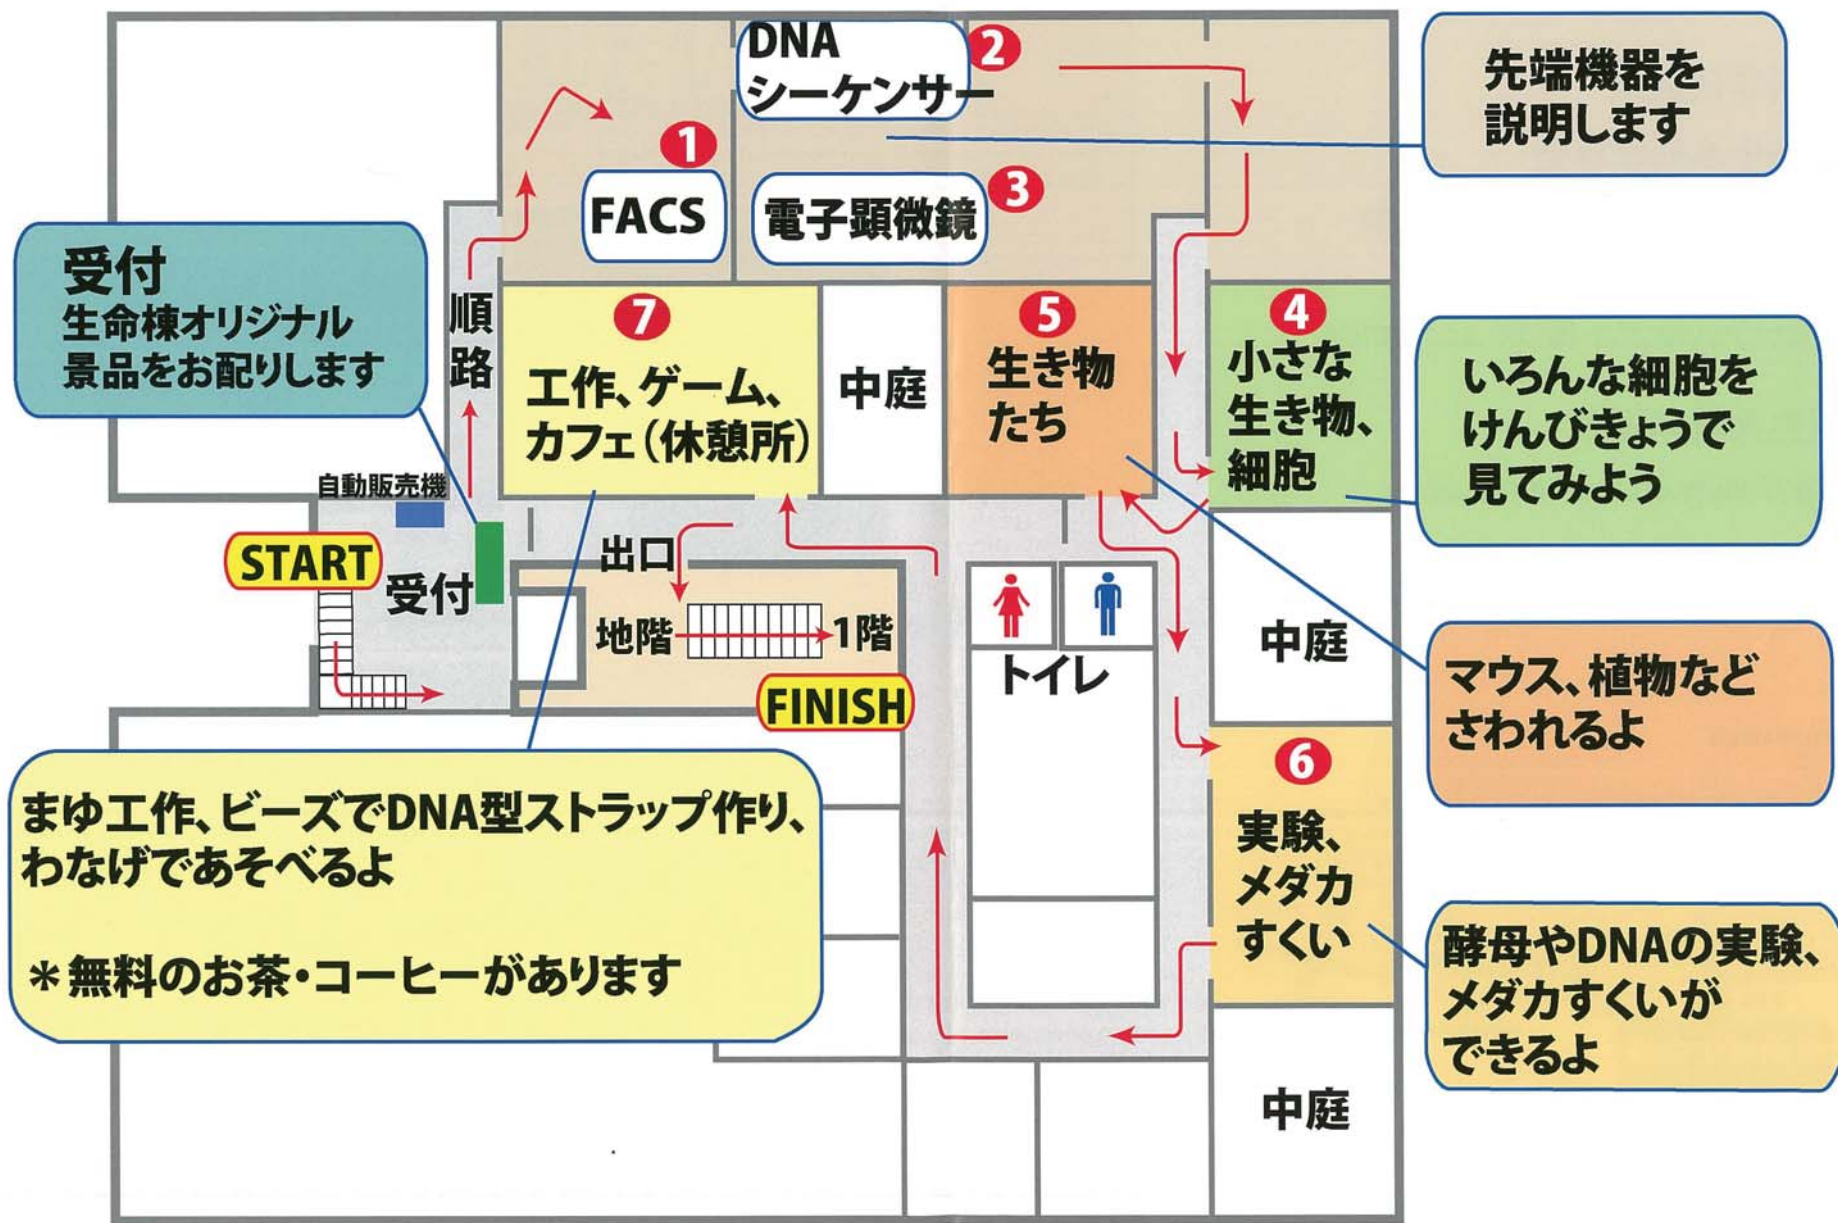 DNA
シーケンサー
2
先端機器を
説明します
1
FACS
電子顕微鏡
3
受付
生命棟オリジナル
景品をお配りします
順
路
7
工作、ゲーム、
カフェ(休憩所)
中庭
5
生き物
たち
4
小さな
生き物、
細胞
いろんな細胞を
けんびきょうで
見てみよう
自動販売機
START
受付
出口
地階
1階
FINISH
トイレ
中庭
マウス、植物など
さわれるよ
まゆ工作、ビーズでDNA型ストラップ作り、
わなげであそべるよ
*無料のお茶・コーヒーがあります
6
実験、
メダカ
すくい
酵母やDNAの実験、
メダカすくいが
できるよ
中庭